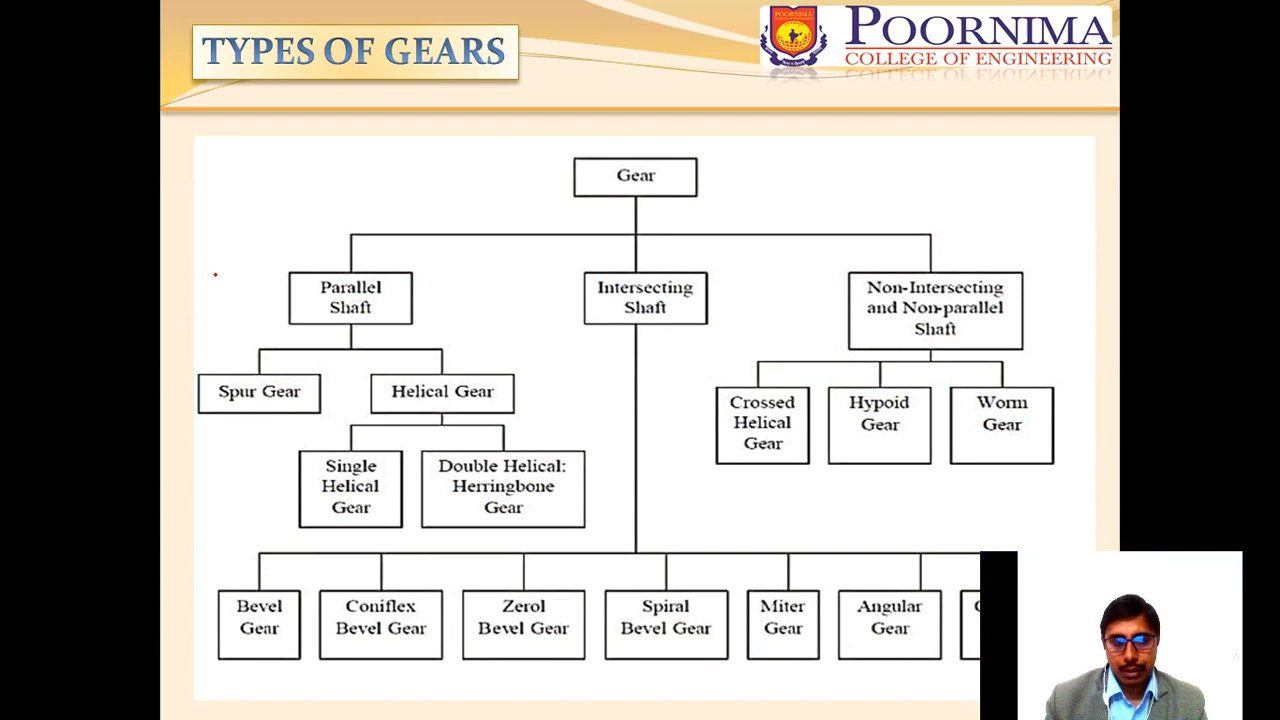 TYPES OF GEARS
POORNIMA
COLLEGE OF ENGINEERING
Gear
Parallel
Shaft
Intersecting
Shaft
Non-Intersecting
and Non-parallel
Shaft
Spur Gear
Helical Gear
Crossed
Helical
Gear
Hypoid
Gear
Worm
Gear
Single
Helical
Gear
Double Helical:
Herringbone
Gear
Bevel
Gear
Coniflex
Bevel Gear
Zerol
Bevel Gear
Spiral
Bevel Gear
Miter
Gear
Angular
Gear